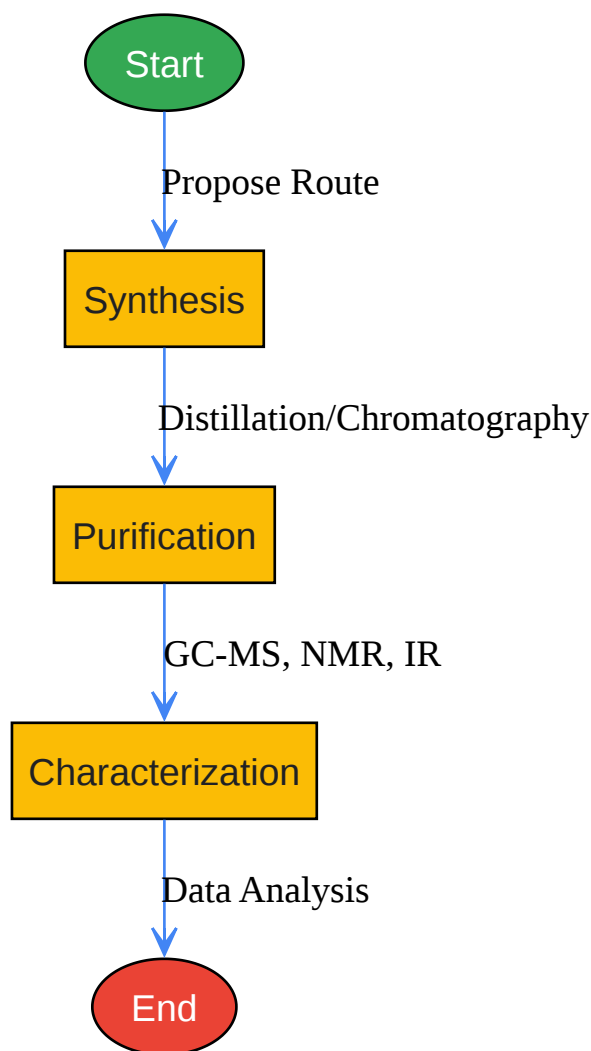 Start
Propose Route
Synthesis
Distillation/Chromatography
Purification
GC-MS, NMR, IR
Characterization
Data Analysis
End